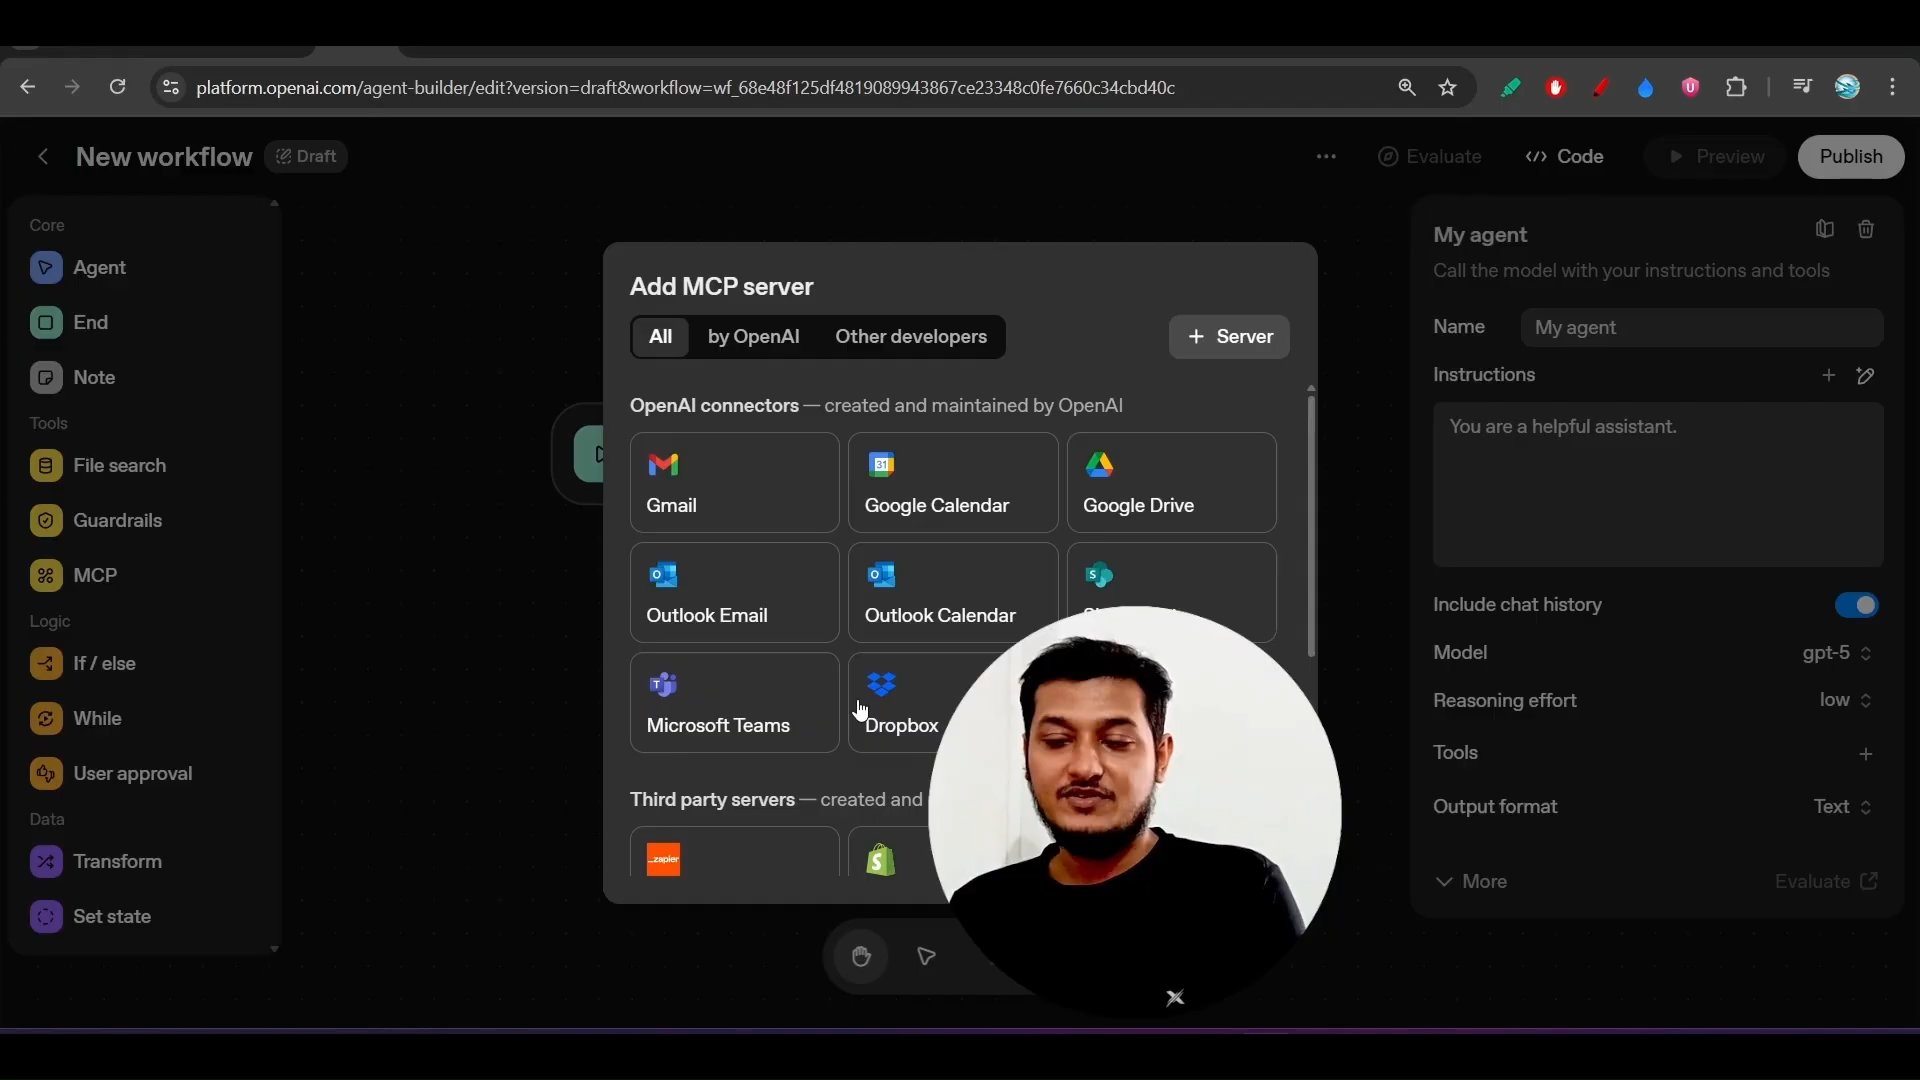 platform.openai.com/agent-builder/edit?version=draft&workflow=wf_68e48f125df4819089943867ce23348c0fe7660c34cbd40c
New workflow
Draft
Evaluate
Code
Preview
Publish
Core
Agent
End
Note
Tools
File search
Guardrails
MCP
Logic
If / else
While
User approval
Data
Transform
Set state
Add MCP server
All
by OpenAI
Other developers
+ Server
OpenAI connectors — created and maintained by OpenAI
31
Gmail
Google Calendar
Google Drive
Outlook Email
Outlook Calendar
Microsoft Teams
Dropbox
Third party servers — created and
zapier
My agent
Call the model with your instructions and tools
Name
My agent
Instructions
You are a helpful assistant.
Include chat history
Model
gpt-5
Reasoning effort
low
Tools
Output format
Text
More
Evaluate